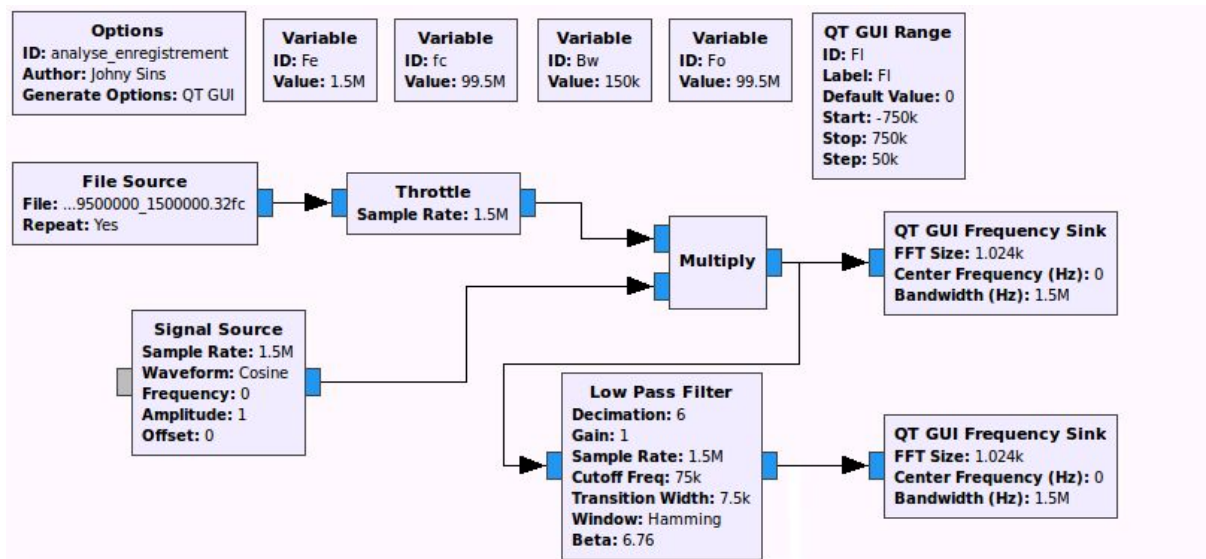 Options
ID: analyse_enregistrement
Author: Johny Sins
Generate Options: QT GUI
Variable
ID: Fe
Value: 1.5M
Variable
ID: fc
Value: 99.5M
Variable
ID: Bw
Value: 150k
Variable
ID: Fo
Value: 99.5M
QT GUI Range
ID: Fl
Label: Fl
Default Value: 0
Start: -750k
Stop: 750k
Step: 50k
File Source
File: ...9500000_1500000.32fc
Repeat: Yes
Throttle
Sample Rate: 1.5M
Multiply
QT GUI Frequency Sink
FFT Size: 1.024k
Center Frequency (Hz): 0
Bandwidth (Hz): 1.5M
Signal Source
Sample Rate: 1.5M
Waveform: Cosine
Frequency: 0
Amplitude: 1
Offset: 0
Low Pass Filter
Decimation: 6
Gain: 1
Sample Rate: 1.5M
Cutoff Freq: 75k
Transition Width: 7.5k
Window: Hamming
Beta: 6.76
QT GUI Frequency Sink
FFT Size: 1.024k
Center Frequency (Hz): 0
Bandwidth (Hz): 1.5M